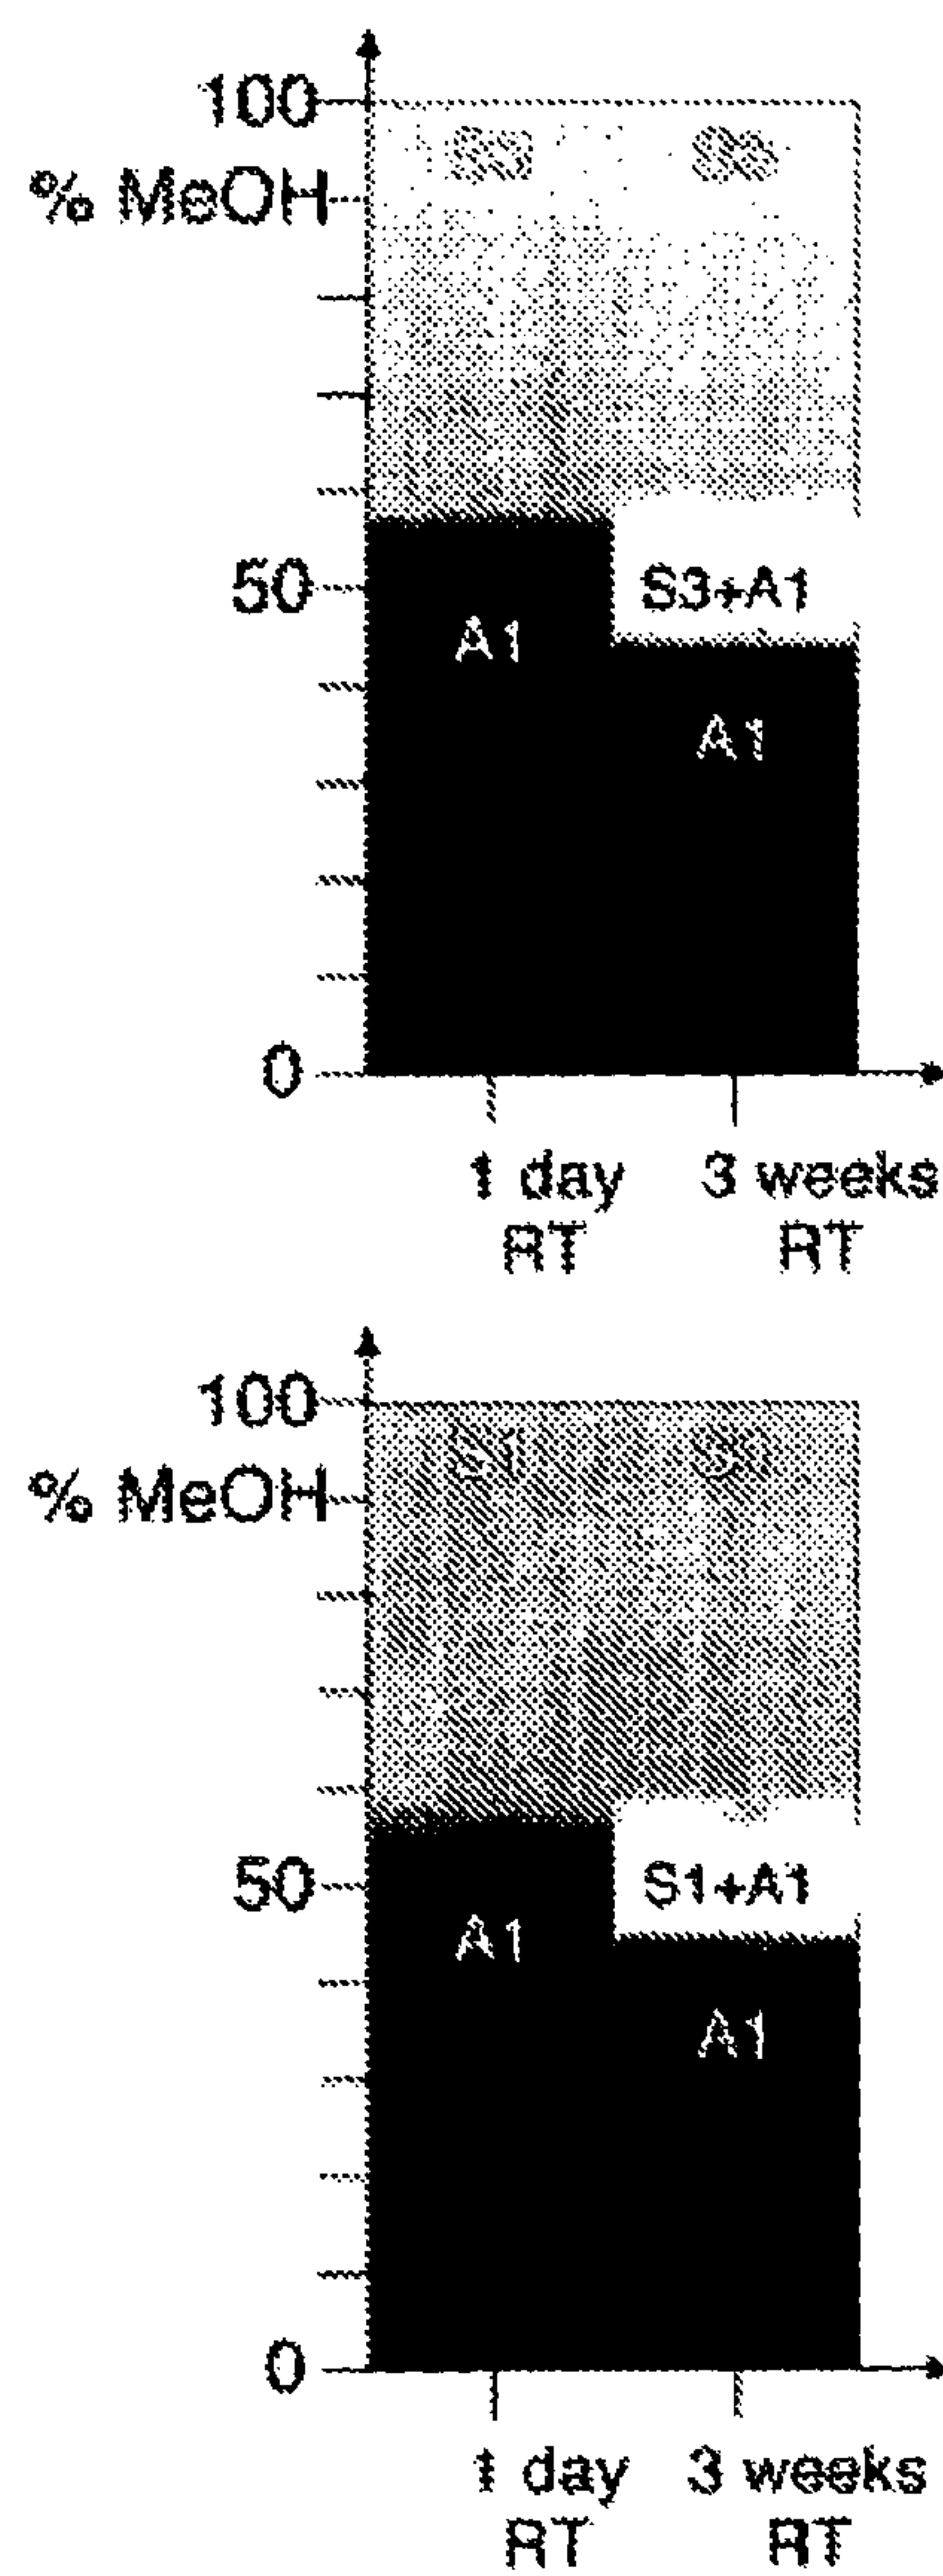 100
% MeOH
50
S3+A1
A1
A1
0
1 day 3 weeks
RT RT
100
% MeOH
50
S1+A1
A1
A1
0
1 day 3 weeks
RT RT